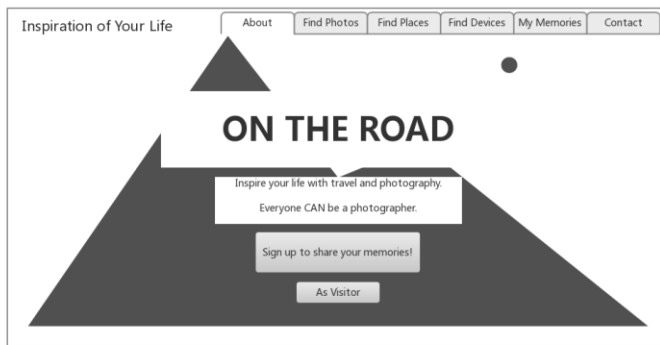 Inspiration of Your Life
About
Find Photos
Find Places
Find Devices
My Memories
Contact
ON THE ROAD
Inspire your life with travel and photography.
Everyone CAN be a photographer.
Sign up to share your memories!
As Visitor